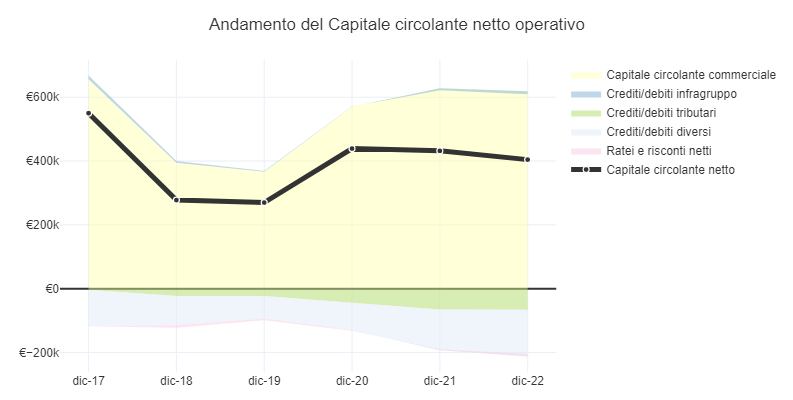 Andamento del Capitale circolante netto operativo
€600k
€400k
€200k
€0
€−200k
dic-17
dic-18
dic-19
dic-20
dic-21
dic-22
Capitale circolante commerciale
Crediti/debiti infragruppo
Crediti/debiti tributari
Crediti/debiti diversi
Ratei e risconti netti
Capitale circolante netto